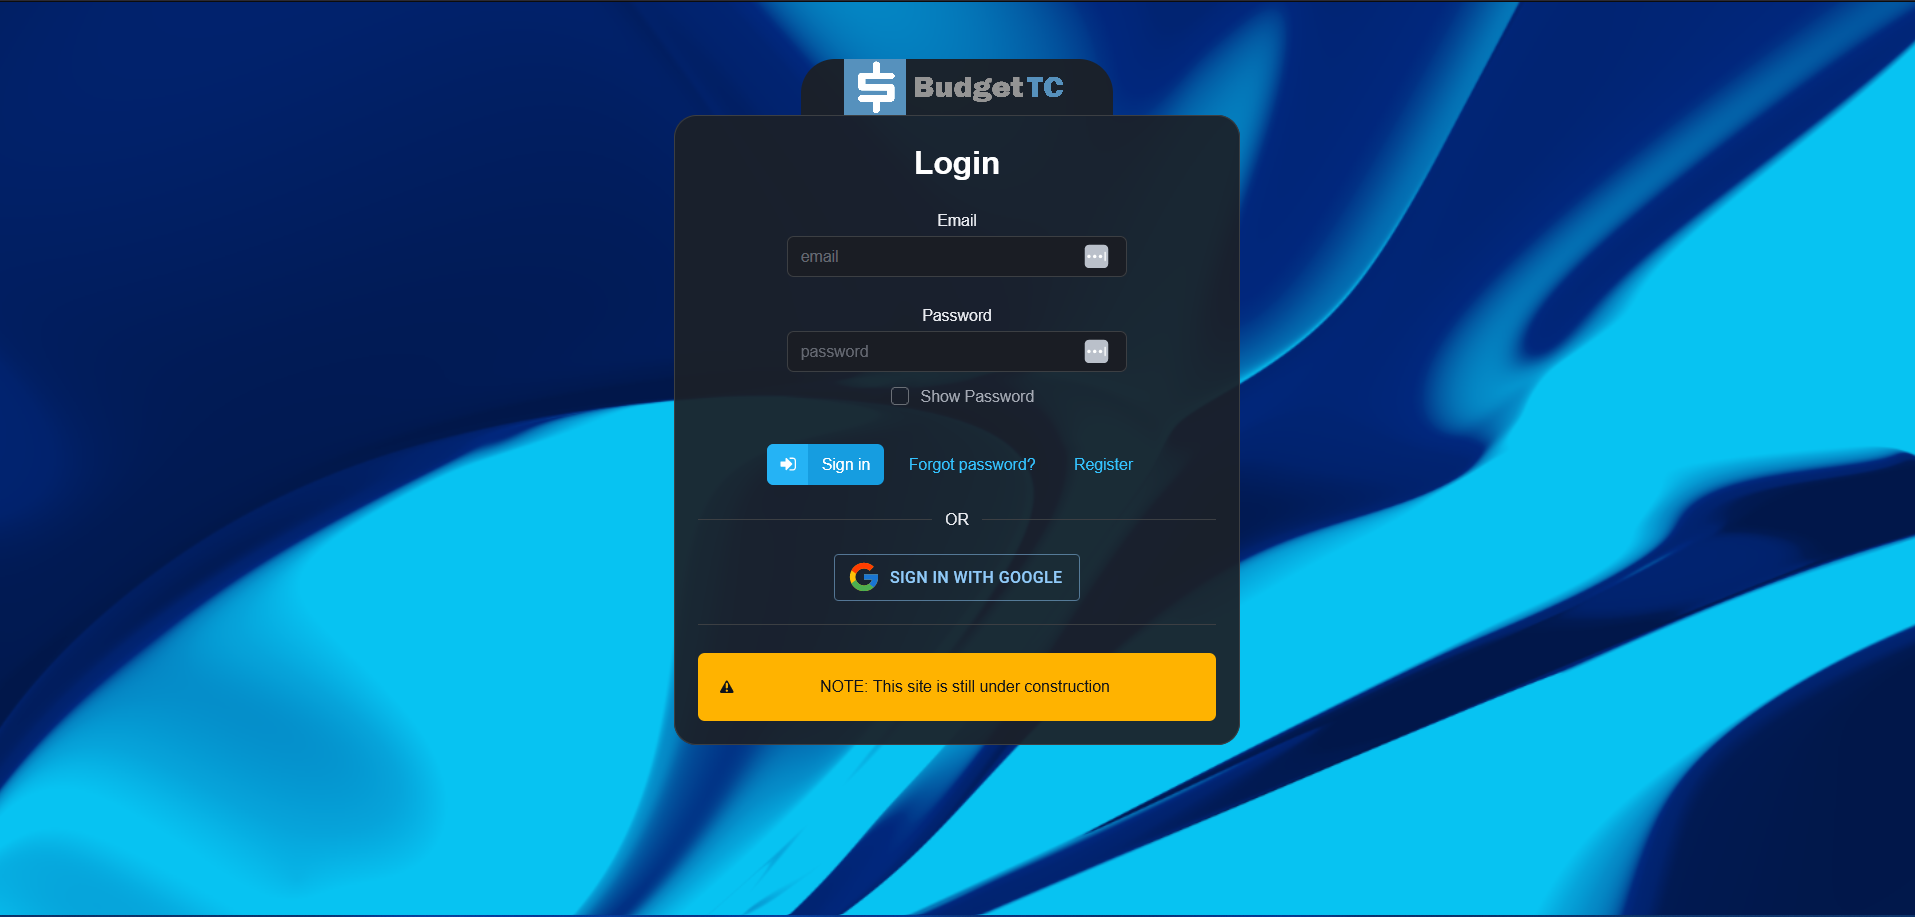 BudgetTC
Login
Email
email
Password
password
Show Password
Sign in Forgot password? Register
OR
SIGN IN WITH GOOGLE
NOTE: This site is still under construction